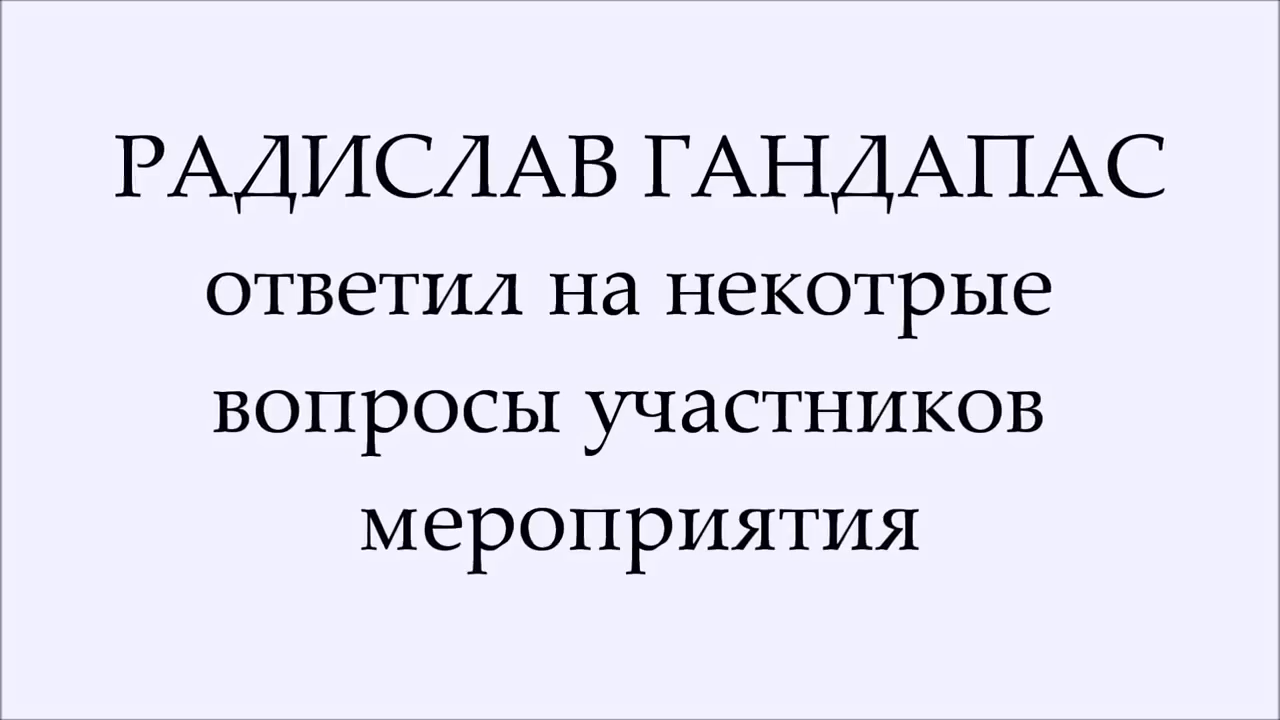 РАДИСЛАВ ГАНДАПАС
ответил на некотрые
вопросы участников
мероприятия